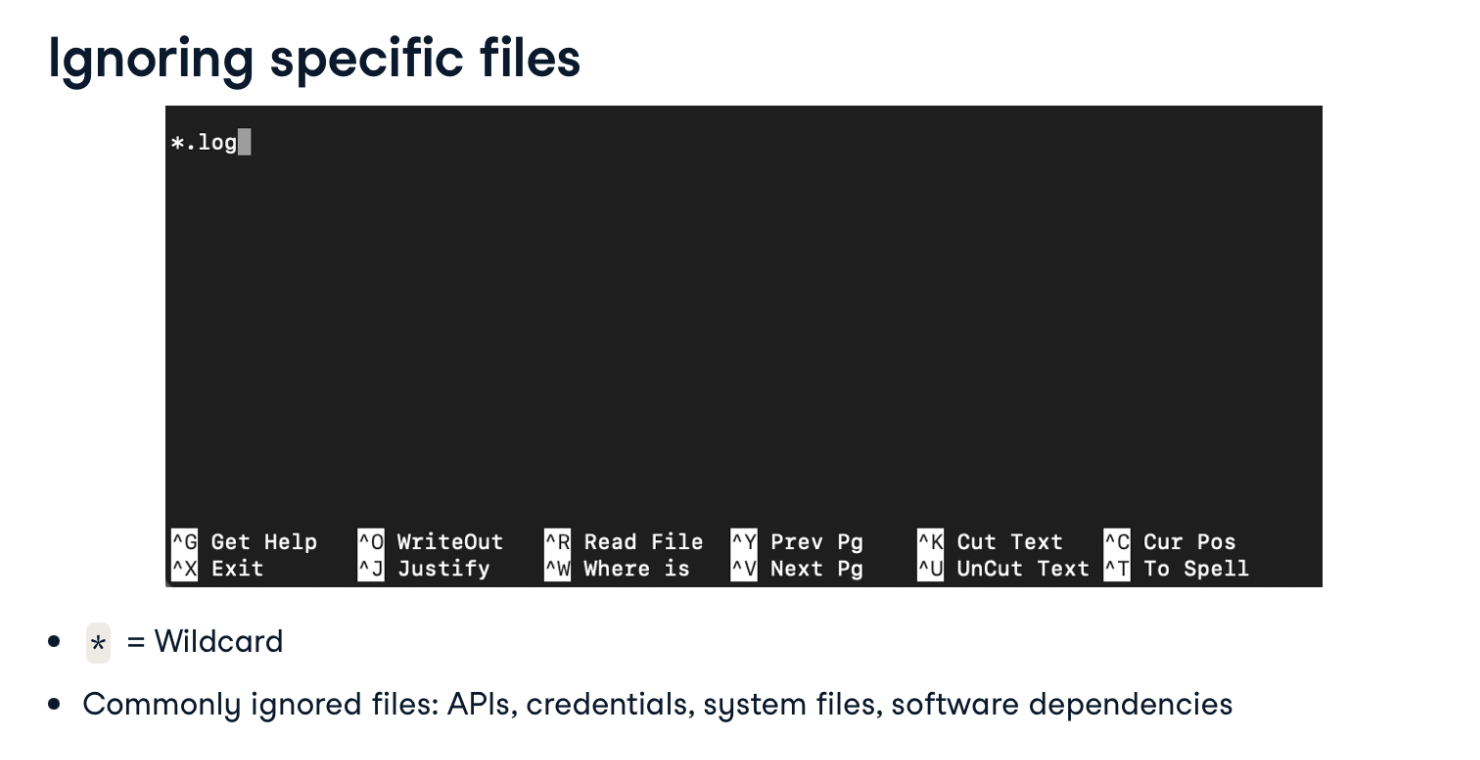 Ignoring specific files
*.log
^G Get Help ^O WriteOut ^R Read File ^Y Prev Pg ^K Cut Text ^C Cur Pos
^X Exit ^J Justify ^W Where is ^V Next Pg ^U UnCut Text ^T To Spell
• * = Wildcard
• Commonly ignored files: APIs, credentials, system files, software dependencies